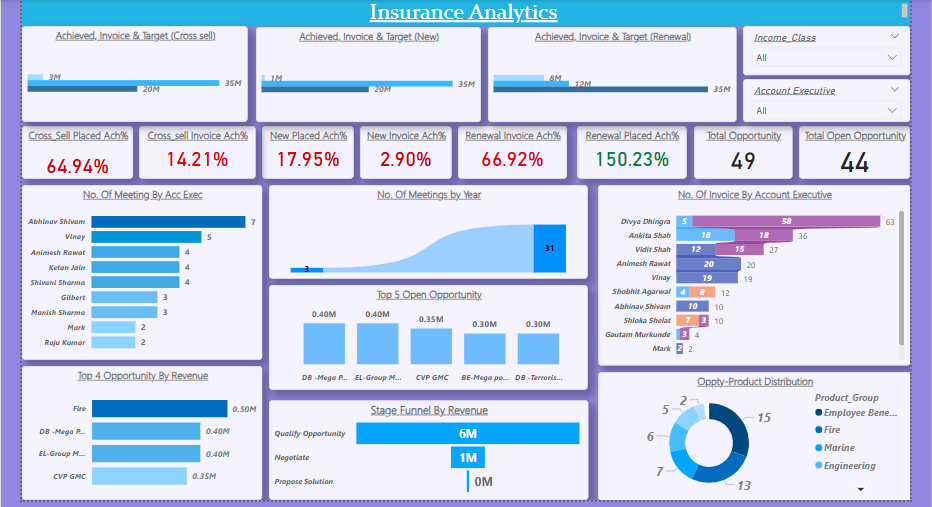 Insurance Analytics
Achieved, Invoice & Target (Cross sell)
3M
35M
20M
Achieved, Invoice & Target (New)
1M
35M
20M
Achieved, Invoice & Target (Renewal)
8M
12M
35M
Income_Class
All
Account Executive
All
Cross_Sell Placed Ach%
64.94%
Cross_sell Invoice Ach%
14.21%
New Placed Ach%
17.95%
New Invoice Ach%
2.90%
Renewal Invoice Ach%
66.92%
Renewal Placed Ach%
150.23%
Total Opportunity
49
Total Open Opportunity
44
No. Of Meeting By Acc Exec
Abhinav Shivam 7
Vinay 5
Animesh Rawat 4
Ketan Jain 4
Shivani Sharma 4
Gilbert 3
Manish Sharma 3
Mark 2
Raju Kumar 2
No. Of Meetings by Year
3
31
No. Of Invoice By Account Executive
Divya Dhingra 5 58 63
Ankita Shah 18 18 36
Vidit Shah 12 15 27
Animesh Rawat 20 20
Vinay 19 19
Shobhit Agarwal 4 8 12
Abhinav Shivam 10 10
Shloka Shelat 7 3 10
Gautam Murkunde 3 4
Mark 2 2
Top 5 Open Opportunity
0.40M 0.40M 0.35M 0.30M 0.30M
DB -Mega P... EL-Group M... CVP GMC BE-Mega po... DB -Terroris...
Top 4 Opportunity By Revenue
Fire 0.50M
DB -Mega P... 0.40M
EL-Group M... 0.40M
CVP GMC 0.35M
Stage Funnel By Revenue
Qualify Opportunity 6M
Negotiate 1M
Propose Solution 0M
Oppty-Product Distribution
2
5
6
7
13
15
Product_Group
Employee Bene...
Fire
Marine
Engineering